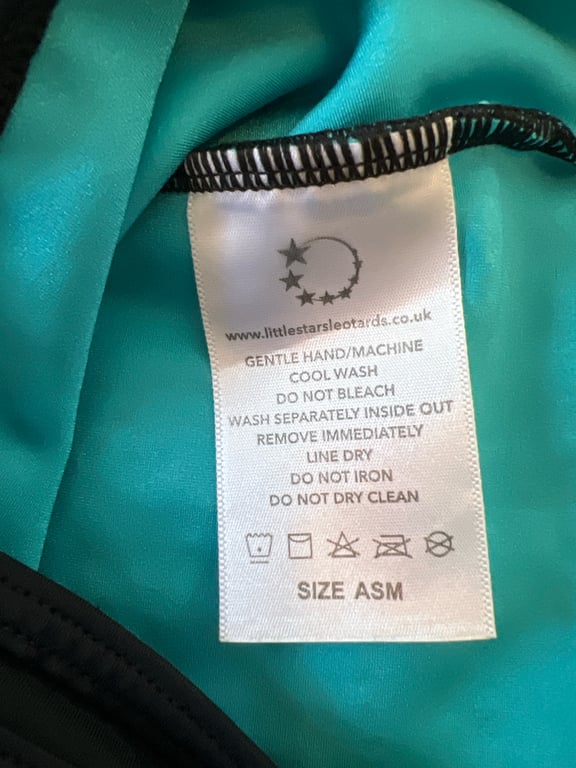 www.littlestarsleotards.co.uk
GENTLE HAND/MACHINE
COOL WASH
DO NOT BLEACH
WASH SEPARATELY INSIDE OUT
REMOVE IMMEDIATELY
LINE DRY
DO NOT IRON
DO NOT DRY CLEAN
SIZE ASM